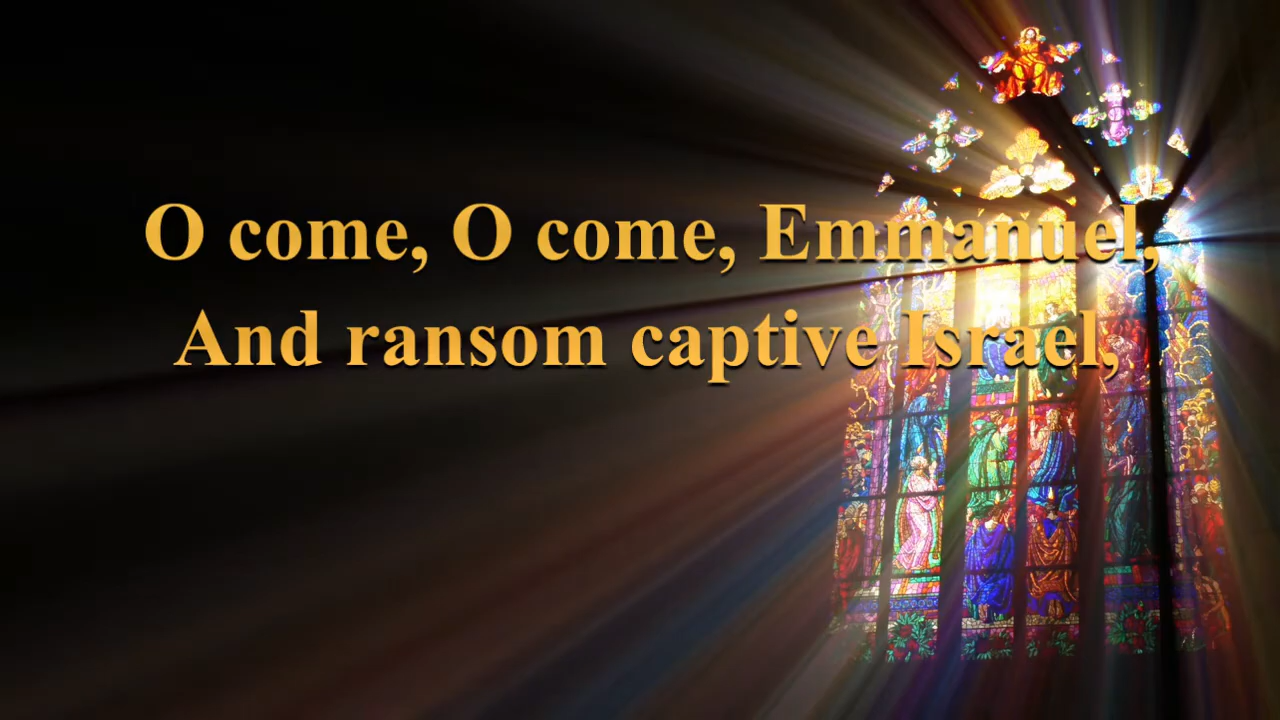 O come, O come, Emmanuel,
And ransom captive Israel,